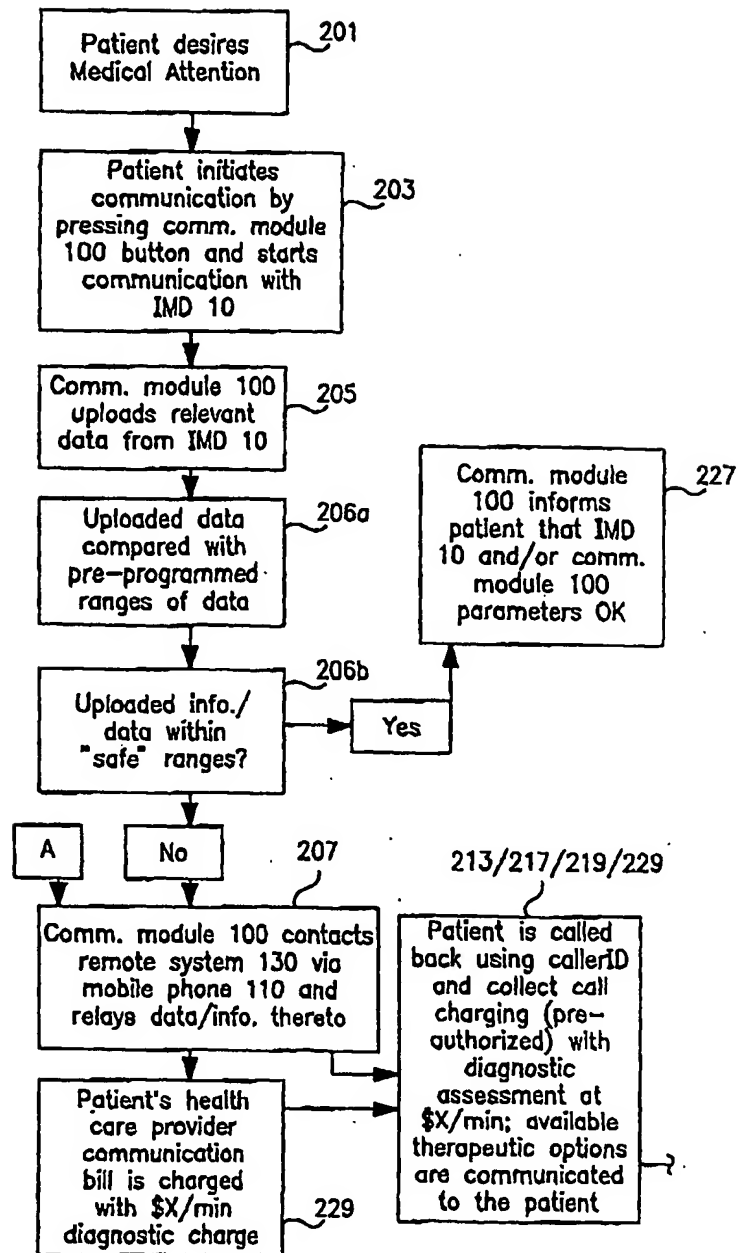 Patient desires
Medical Attention
201
Patient initiates
communication by
pressing comm. module
100 button and starts
communication with
IMD 10
203
Comm. module 100
uploads relevant
data from IMD 10
205
Uploaded data
compared with
pre-programmed
ranges of data
206a
Uploaded info./
data within
"safe" ranges?
206b
Yes
Comm. module
100 informs
patient that IMD
10 and/or comm.
module 100
parameters OK
227
A
No
Comm. module 100 contacts
remote system 130 via
mobile phone 110 and
relays data/info. thereto
207
Patient's health
care provider
communication
bill is charged
with $X/min
diagnostic charge
229
213/217/219/229
Patient is called
back using callerID
and collect call
charging (pre-
authorized) with
diagnostic
assessment at
$X/min; available
therapeutic options
are communicated
to the patient